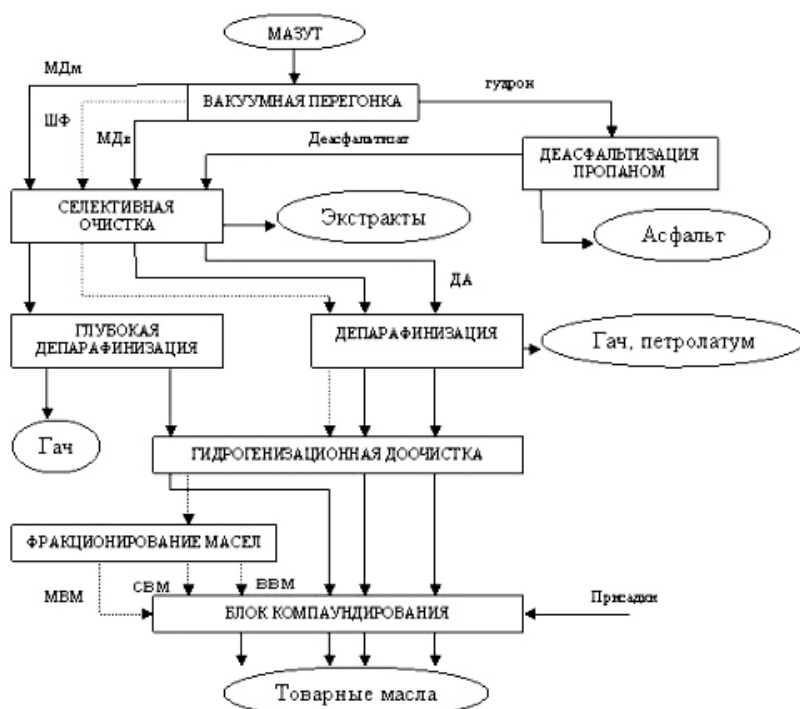 МАЗУТ
МДм
ВАКУУМНАЯ ПЕРЕГОНКА
гудрон
ШФ
МДв
Деасфальтизат
ДЕАСФАЛЬТИЗАЦИЯ
ПРОПАНОМ
СЕЛЕКТИВНАЯ
ОЧИСТКА
Экстракты
Асфальт
ДА
ГЛУБОКАЯ
ДЕПАРАФИНИЗАЦИЯ
ДЕПАРАФИНИЗАЦИЯ
Гач, петролатум
Гач
ГИДРОГЕНИЗАЦИОННАЯ ДООЧИСТКА
ФРАКЦИОНИРОВАНИЕ МАСЕЛ
МВМ
СВМ
ВВМ
БЛОК КОМПАУНДИРОВАНИЯ
Присадки
Товарные масла